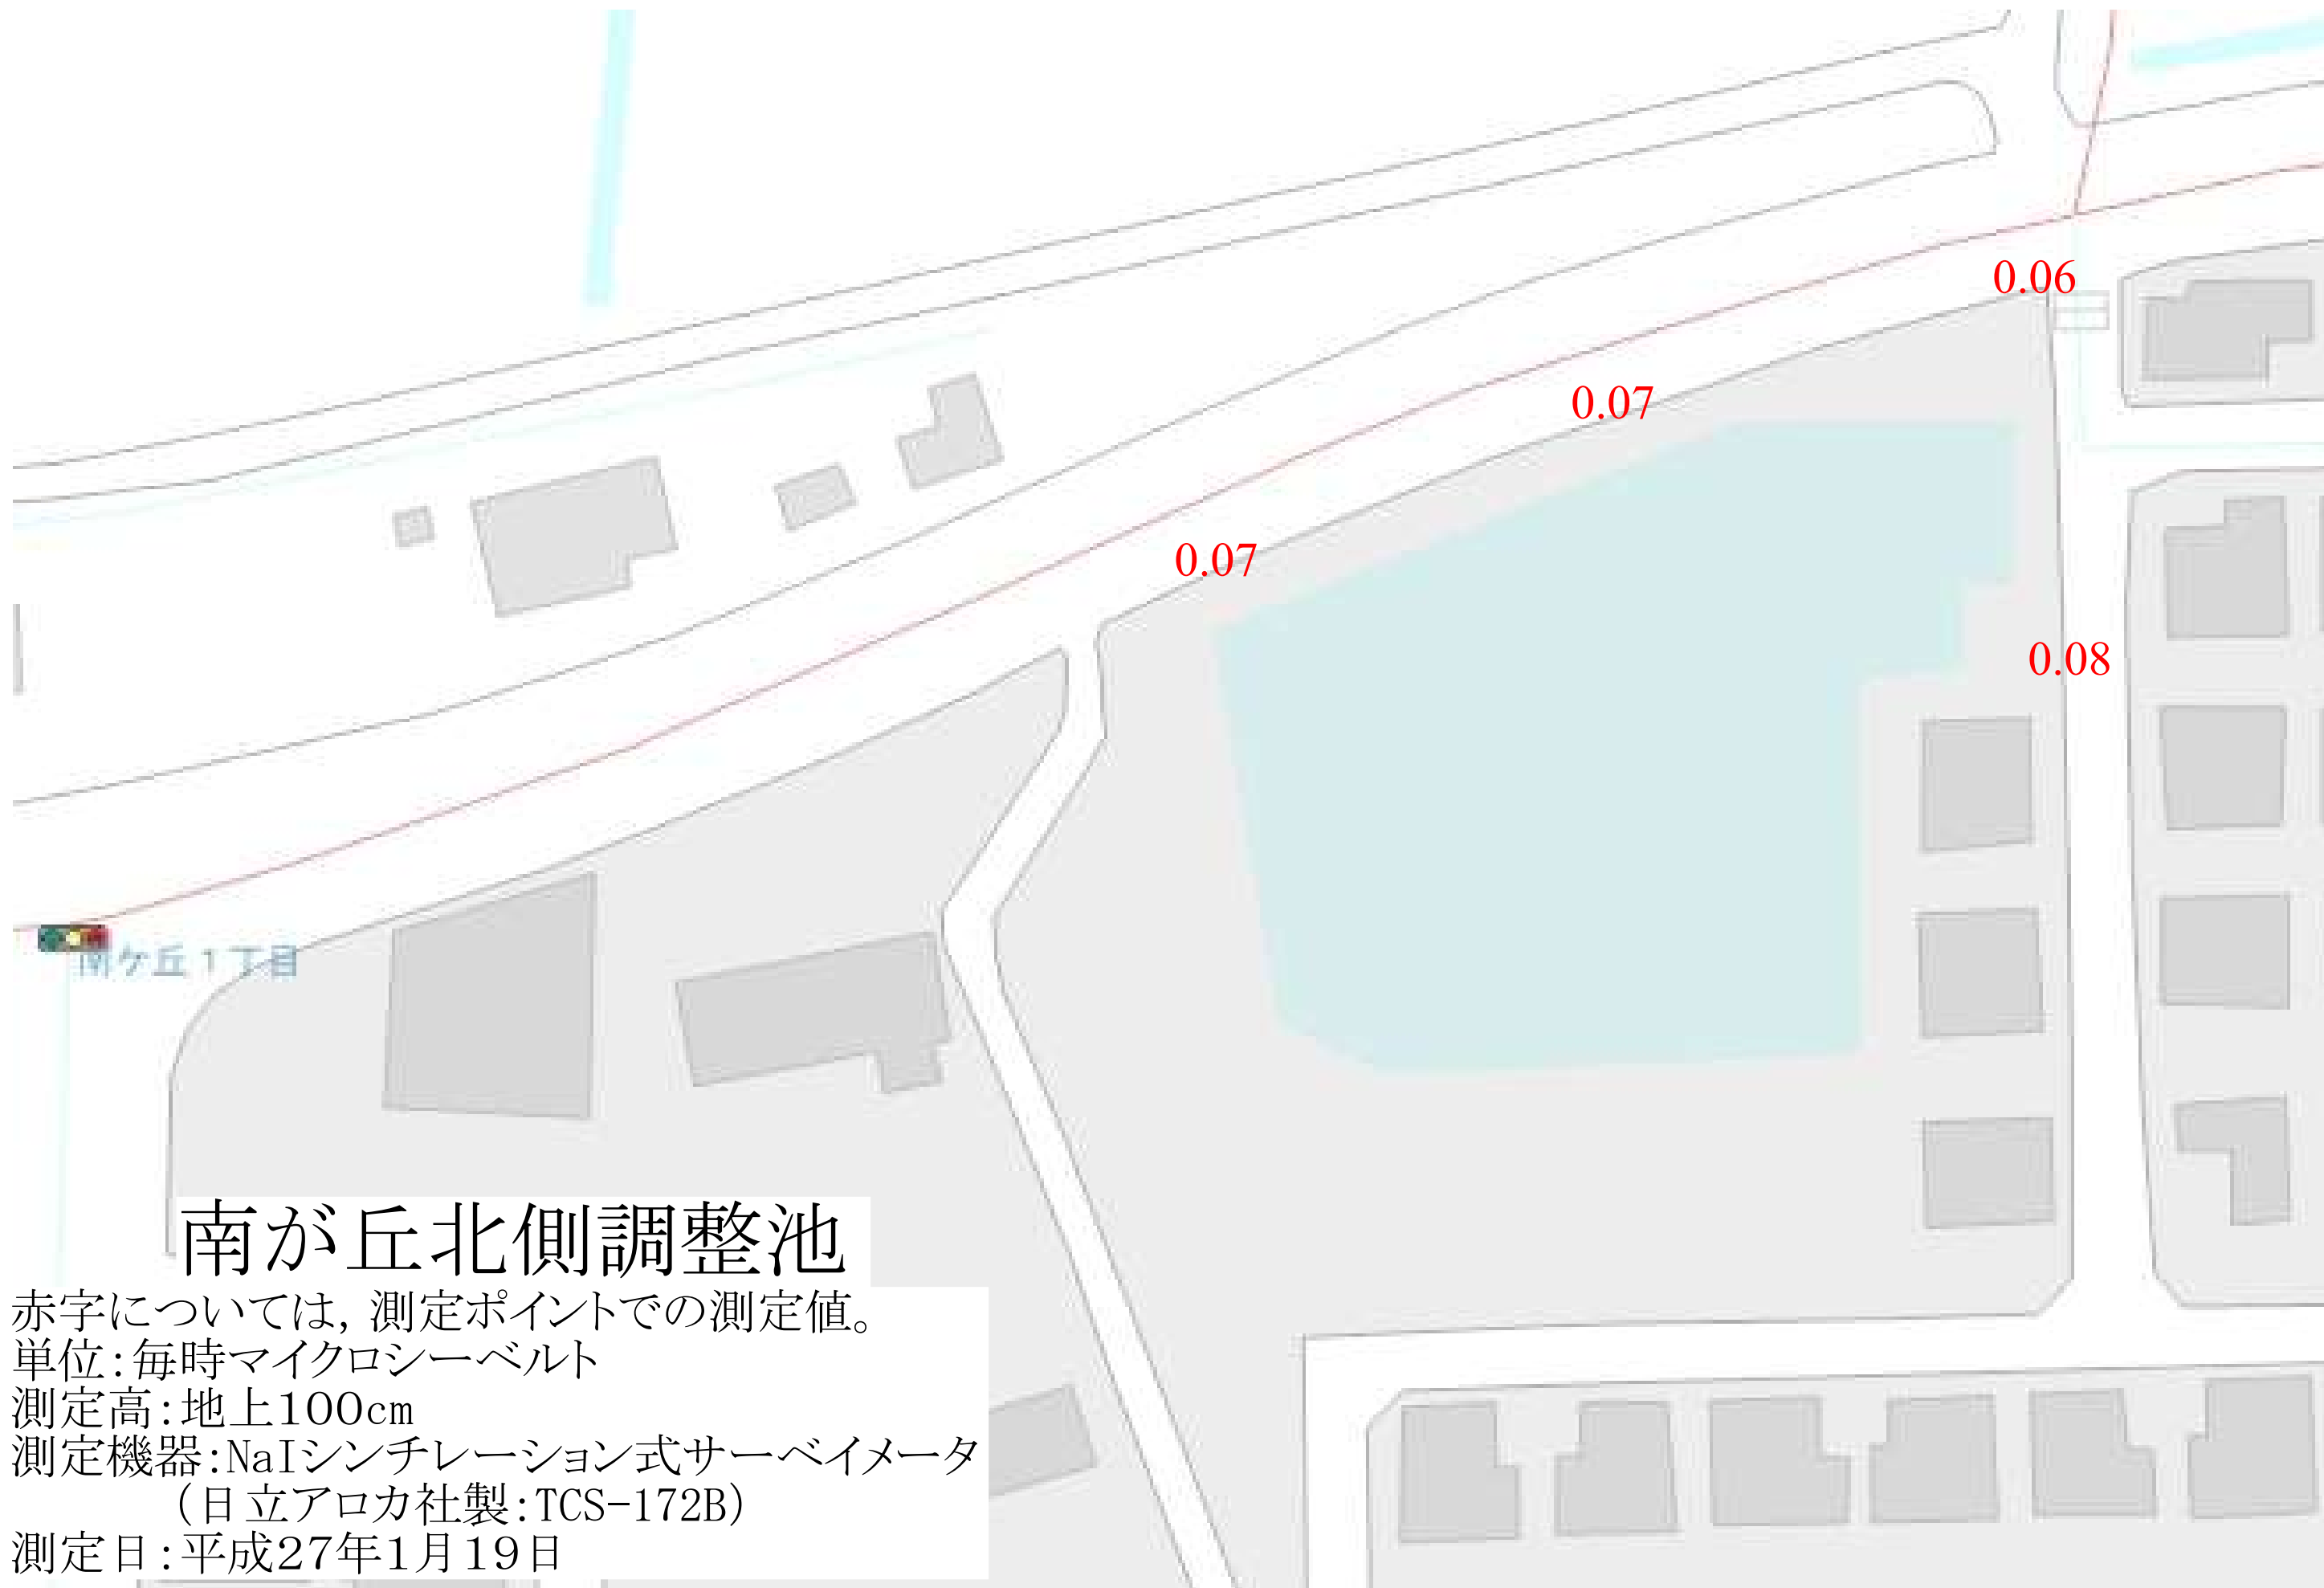 0.06
0.07
0.07
0.08
南ケ丘1丁目
南が丘北側調整池
赤字については, 測定ポイントでの測定値。
単位:毎時マイクロシーベルト
測定高:地上100cm
測定機器:NaIシンチレーション式サーベイメータ
(日立アロカ社製:TCS-172B)
測定日:平成27年1月19日